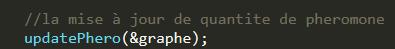 //la mise à jour de quantite de pheromone
updatePhero(&graphe);